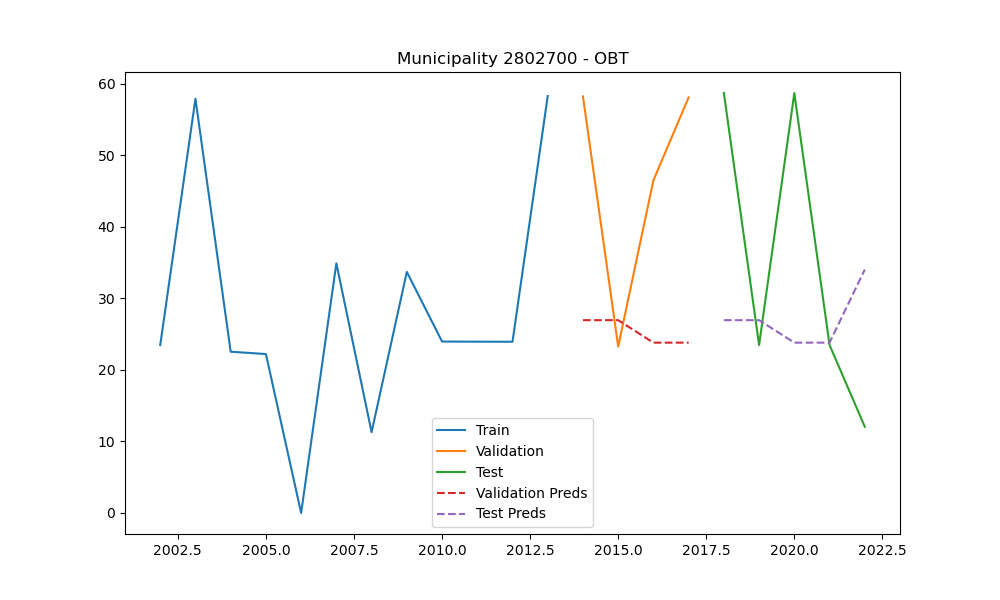 Municipality 2802700 - OBT
60
50
40
30
20
10
0
Train
Validation
Test
Validation Preds
Test Preds
2002.5 2005.0 2007.5 2010.0 2012.5 2015.0 2017.5 2020.0 2022.5